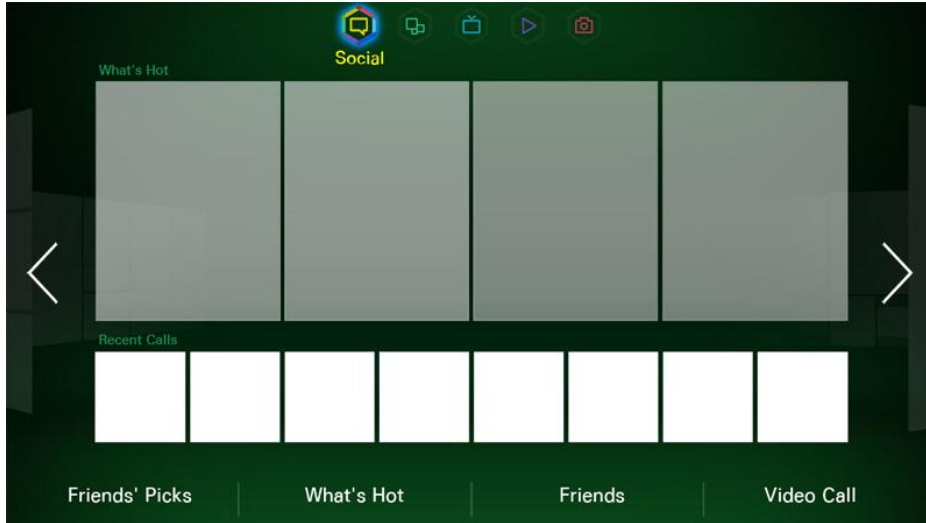 Social
What's Hot
Recent Calls
Friends' Picks
What's Hot
Friends
Video Call